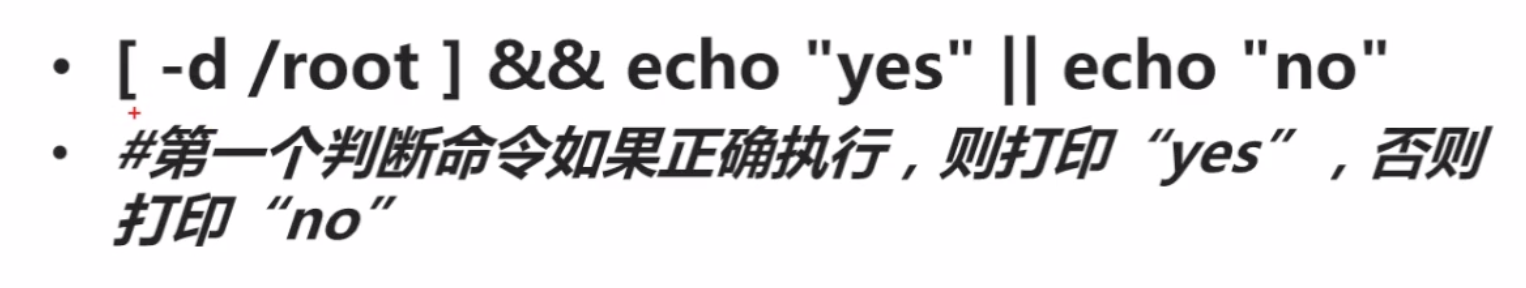 • [ -d /root ] && echo "yes" || echo "no"
• #第一个判断命令如果正确执行，则打印“yes”，否则
打印“no”